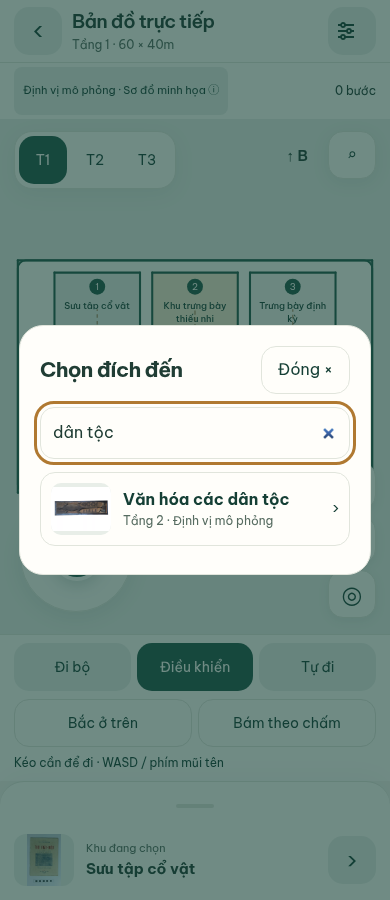 Bản đồ trực tiếp
Tầng 1 · 60 × 40m
Định vị mô phỏng · Sơ đồ minh họa ⓘ
0 bước
T1 T2 T3
↑ B
1
Sưu tập cổ vật
2
Khu trưng bày
thiếu nhi
3
Trưng bày định
kỳ
Chọn đích đến
Đóng ×
dân tộc
Văn hóa các dân tộc
Tầng 2 · Định vị mô phỏng
Đi bộ
Điều khiển
Tự đi
Bắc ở trên
Bám theo chấm
Kéo cần để đi · WASD / phím mũi tên
Khu đang chọn
Sưu tập cổ vật